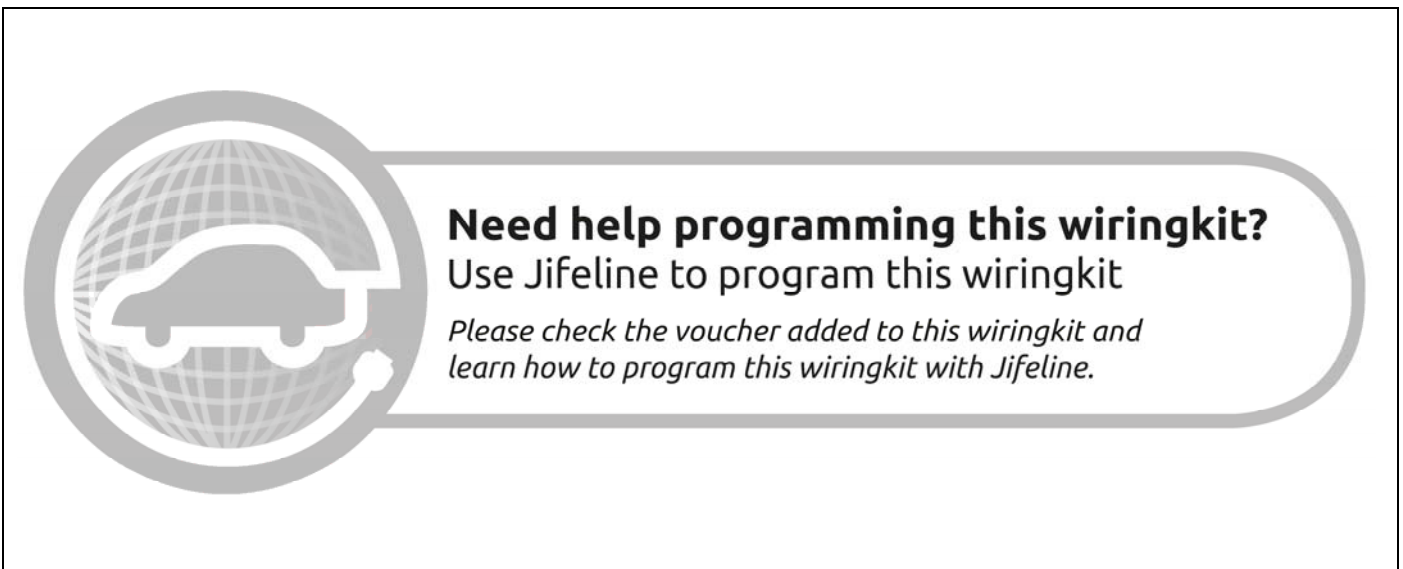 Need help programming this wiringkit?
Use Jifeline to program this wiringkit
Please check the voucher added to this wiringkit and
learn how to program this wiringkit with Jifeline.